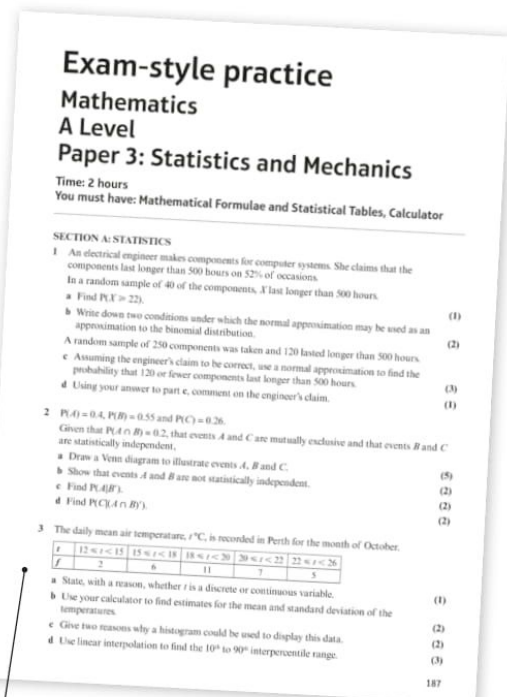 Exam-style practice
Mathematics
A Level
Paper 3: Statistics and Mechanics
Time: 2 hours
You must have: Mathematical Formulae and Statistical Tables, Calculator
SECTION A: STATISTICS
1 An electrical engineer makes components for computer systems. She claims that the
components last longer than 500 hours on 52% of occasions.
In a random sample of 40 of the components, X last longer than 500 hours.
a Find P(X ⩾ 22). (1)
b Write down two conditions under which the normal approximation may be used as an
approximation to the binomial distribution. (2)
A random sample of 250 components was taken and 120 lasted longer than 500 hours.
c Assuming the engineer's claim to be correct, use a normal approximation to find the
probability that 120 or fewer components last longer than 500 hours. (3)
d Using your answer to part c, comment on the engineer's claim. (1)
2 P(A) = 0.4, P(B) = 0.55 and P(C) = 0.26.
Given that P(A ∩ B) = 0.2, that events A and C are mutually exclusive and that events B and C
are statistically independent,
a Draw a Venn diagram to illustrate events A, B and C. (5)
b Show that events A and B are not statistically independent. (2)
c Find P(A|B′). (2)
d Find P(C|(A ∩ B)′). (2)
3 The daily mean air temperature, t °C, is recorded in Perth for the month of October.
t 12 ⩽ t < 15 15 ⩽ t < 18 18 ⩽ t < 20 20 ⩽ t < 22 22 ⩽ t < 26
f 2 6 11 7 5
a State, with a reason, whether t is a discrete or continuous variable. (1)
b Use your calculator to find estimates for the mean and standard deviation of the
temperatures. (2)
c Give two reasons why a histogram could be used to display this data. (2)
d Use linear interpolation to find the 10th to 90th interpercentile range. (3)
187